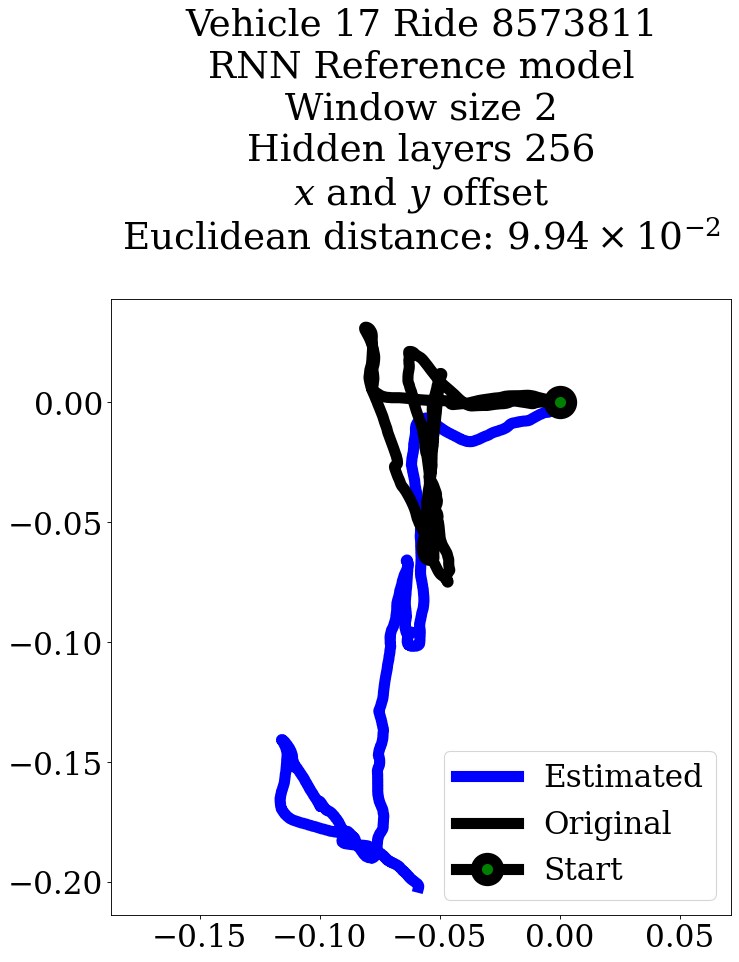 Vehicle 17 Ride 8573811
RNN Reference model
Window size 2
Hidden layers 256
x and y offset
Euclidean distance: 9.94 × 10⁻²
0.00
−0.05
−0.10
−0.15
−0.20
Estimated
Original
Start
−0.15 −0.10 −0.05 0.00 0.05